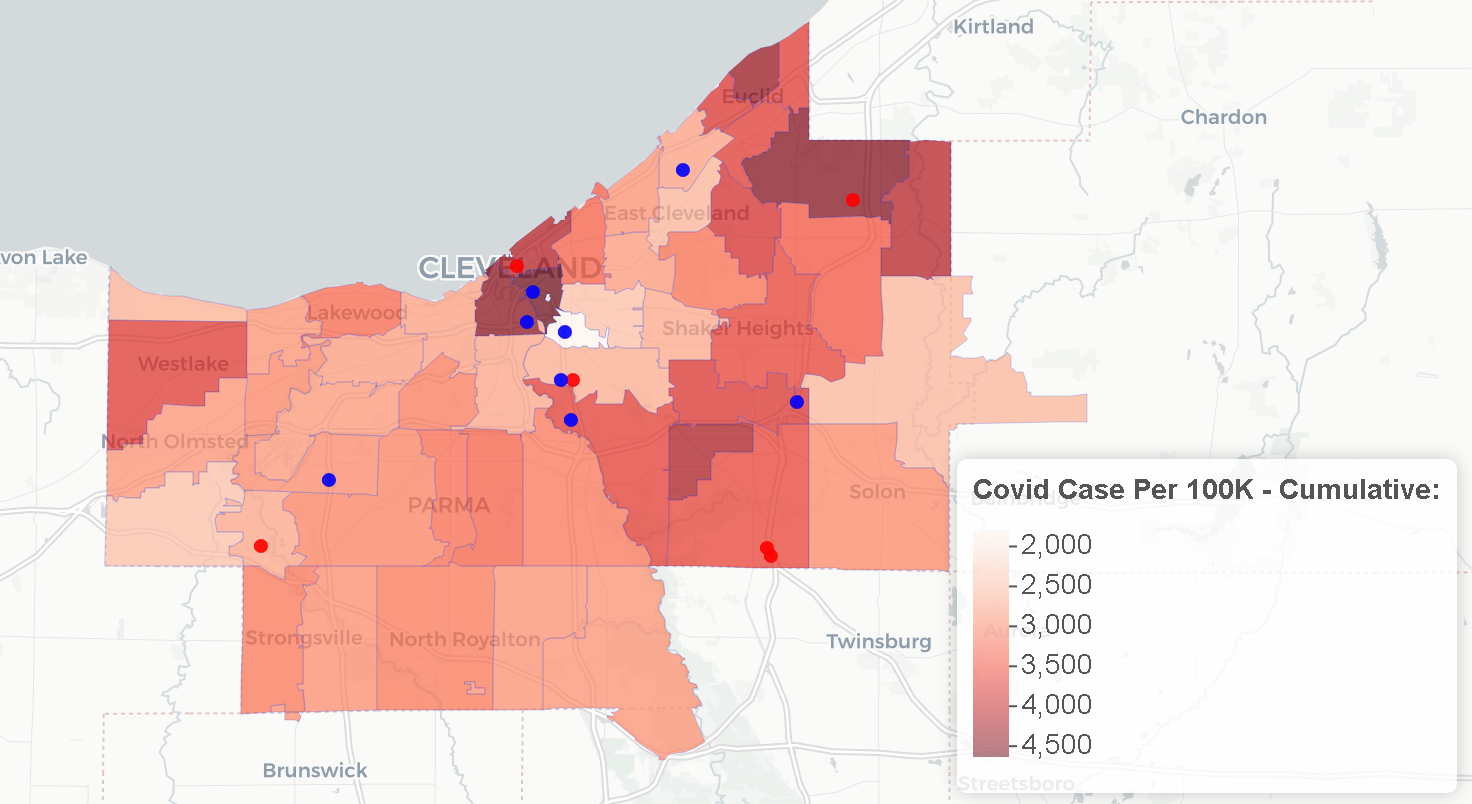 Kirtland
Euclid
Chardon
East Cleveland
von Lake
CLEVELAND
Lakewood
Shaker Heights
Westlake
North Olmsted
Solon
PARMA
Covid Case Per 100K - Cumulative:
2,000
2,500
3,000
3,500
4,000
4,500
Strongsville
North Royalton
Twinsburg
Brunswick
Streetsboro